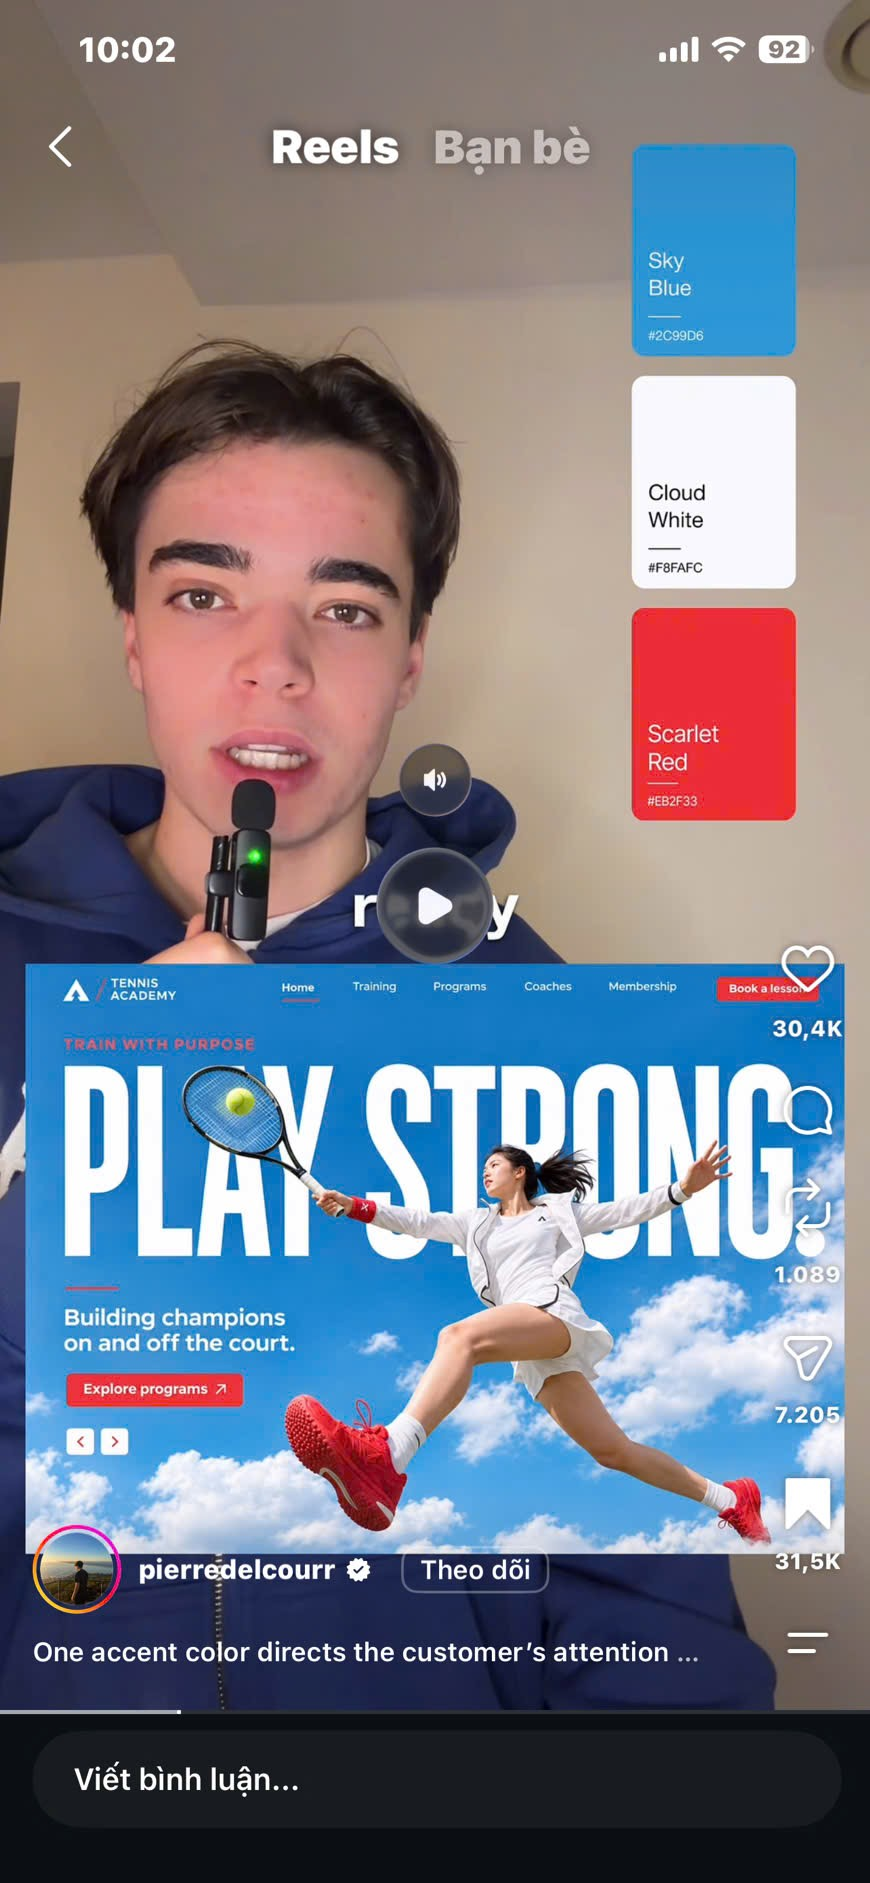 10:02
92
Reels Bạn bè
Sky
Blue
#2C99D6
Cloud
White
#F8FAFC
Scarlet
Red
#EB2F33
TENNIS
ACADEMY
Home Training Programs Coaches Membership Book a lesson
TRAIN WITH PURPOSE
PLAY STRONG.
Building champions
on and off the court.
Explore programs
30,4K
1.089
7.205
31,5K
pierredelcourr Theo dõi
One accent color directs the customer's attention ...
Viết bình luận...